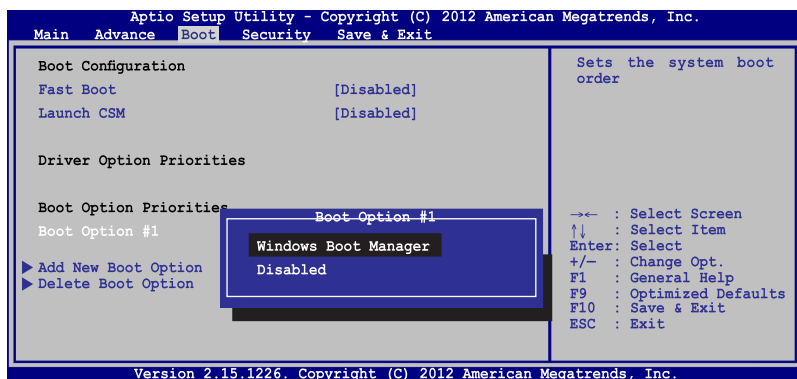 Aptio Setup Utility - Copyright (C) 2012 American Megatrends, Inc.
Main Advance Boot Security Save & Exit
Boot Configuration
Fast Boot [Disabled]
Launch CSM [Disabled]
Driver Option Priorities
Boot Option Priorities
Boot Option #1
Add New Boot Option
Delete Boot Option
Boot Option #1
Windows Boot Manager
Disabled
Sets the system boot
order
→← : Select Screen
↑↓ : Select Item
Enter: Select
+/— : Change Opt.
F1 : General Help
F9 : Optimized Defaults
F10 : Save & Exit
ESC : Exit
Version 2.15.1226. Copyright (C) 2012 American Megatrends, Inc.